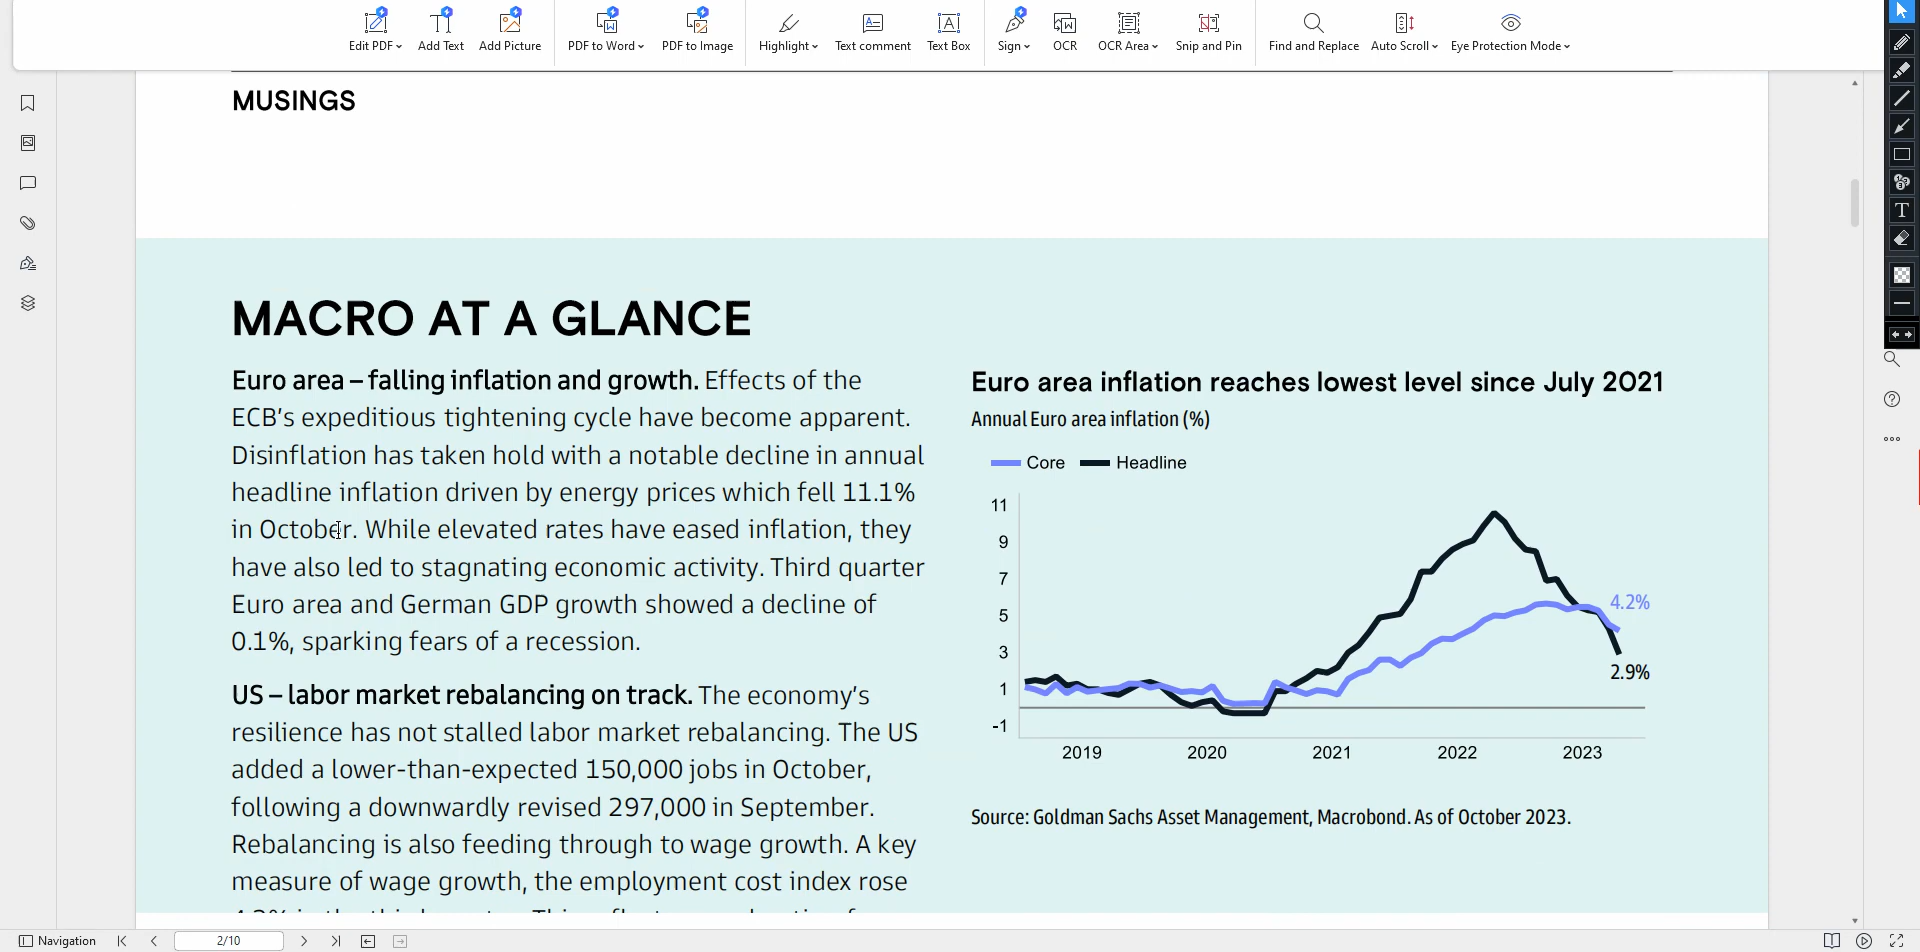 Edit PDF
Add Text
Add Picture
PDF to Word
PDF to Image
Highlight
Text comment
Text Box
Sign
OCR
OCR Area
Snip and Pin
Find and Replace
Auto Scroll
Eye Protection Mode
MUSINGS
MACRO AT A GLANCE
Euro area – falling inflation and growth. Effects of the
ECB's expeditious tightening cycle have become apparent.
Disinflation has taken hold with a notable decline in annual
headline inflation driven by energy prices which fell 11.1%
in October. While elevated rates have eased inflation, they
have also led to stagnating economic activity. Third quarter
Euro area and German GDP growth showed a decline of
0.1%, sparking fears of a recession.
US – labor market rebalancing on track. The economy's
resilience has not stalled labor market rebalancing. The US
added a lower-than-expected 150,000 jobs in October,
following a downwardly revised 297,000 in September.
Rebalancing is also feeding through to wage growth. A key
measure of wage growth, the employment cost index rose
Euro area inflation reaches lowest level since July 2021
Annual Euro area inflation (%)
Core Headline
11
9
7
5
3
1
-1
4.2%
2.9%
2019 2020 2021 2022 2023
Source: Goldman Sachs Asset Management, Macrobond. As of October 2023.
Navigation
2/10